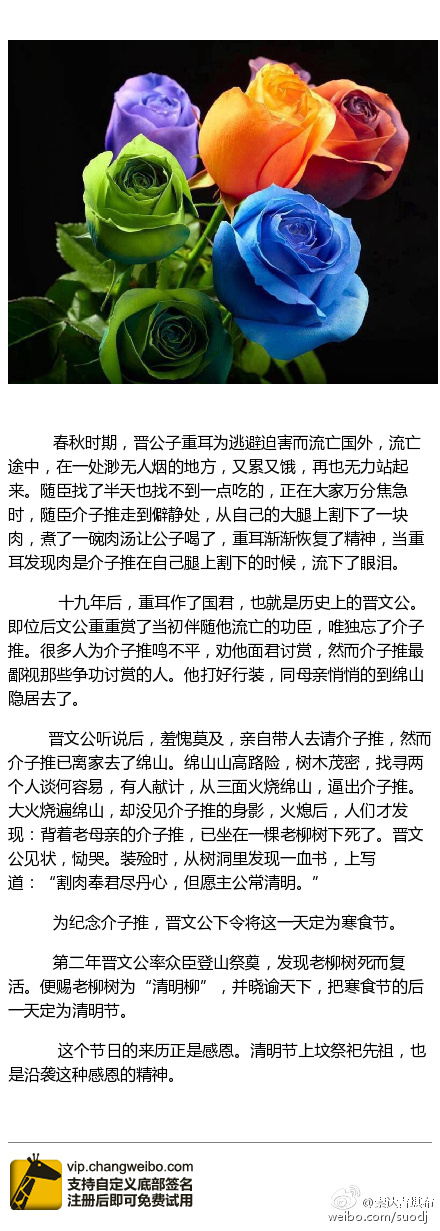 春秋时期，晋公子重耳为逃避迫害而流亡国外，流亡
途中，在一处渺无人烟的地方，又累又饿，再也无力站起
来。随臣找了半天也找不到一点吃的，正在大家万分焦急
时，随臣介子推走到僻静处，从自己的大腿上割下了一块
肉，煮了一碗肉汤让公子喝了，重耳渐渐恢复了精神，当重
耳发现肉是介子推在自己腿上割下的时候，流下了眼泪。
十九年后，重耳作了国君，也就是历史上的晋文公。
即位后文公重重赏了当初伴随他流亡的功臣，唯独忘了介子
推。很多人为介子推鸣不平，劝他面君讨赏，然而介子推最
鄙视那些争功讨赏的人。他打好行装，同母亲悄悄的到绵山
隐居去了。
晋文公听说后，羞愧莫及，亲自带人去请介子推，然而
介子推已离家去了绵山。绵山山高路险，树木茂密，找寻两
个人谈何容易，有人献计，从三面火烧绵山，逼出介子推。
大火烧遍绵山，却没见介子推的身影，火熄后，人们才发
现：背着老母亲的介子推，已坐在一棵老柳树下死了。晋文
公见状，恸哭。装殓时，从树洞里发现一血书，上写
道：“割肉奉君尽丹心，但愿主公常清明。”
为纪念介子推，晋文公下令将这一天定为寒食节。
第二年晋文公率众臣登山祭奠，发现老柳树死而复
活。便赐老柳树为“清明柳”，并晓谕天下，把寒食节的后
一天定为清明节。
这个节日的来历正是感恩。清明节上坟祭祀先祖，也
是沿袭这种感恩的精神。
vip.changweibo.com
支持自定义底部签名
注册后即可免费试用
weibo.com/suodj